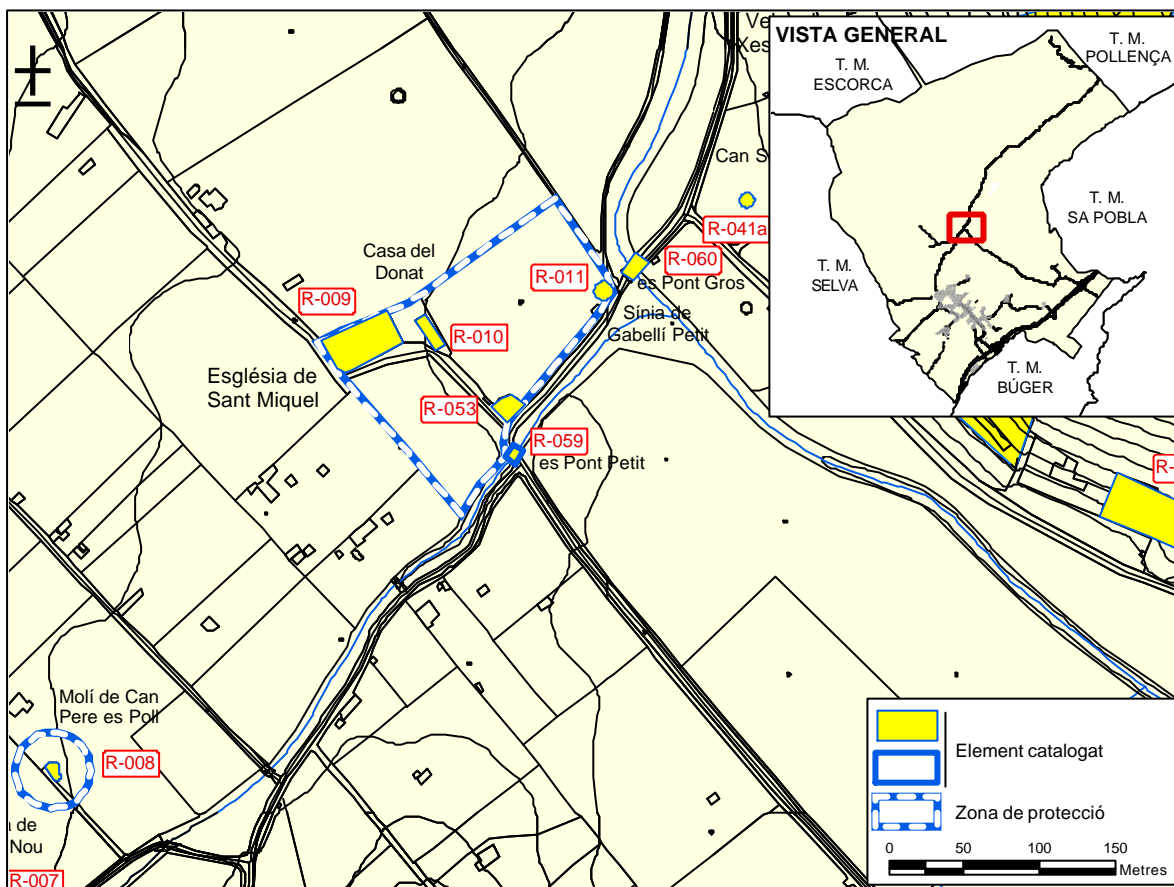 VISTA GENERAL
T. M.
POLLENÇA
T. M.
ESCORCA
T. M.
SA POBLA
T. M.
SELVA
T. M.
BÚGER
Can S
R-041a
Casa del
Donat
R-011
R-060
es Pont Gros
R-009
Sínia de
Gabellí Petit
R-010
Església de
Sant Miquel
R-053
R-059
es Pont Petit
R-
Molí de Can
Pere es Poll
R-008
de
Nou
R-007
Element catalogat
Zona de protecció
0 50 100 150
Metres